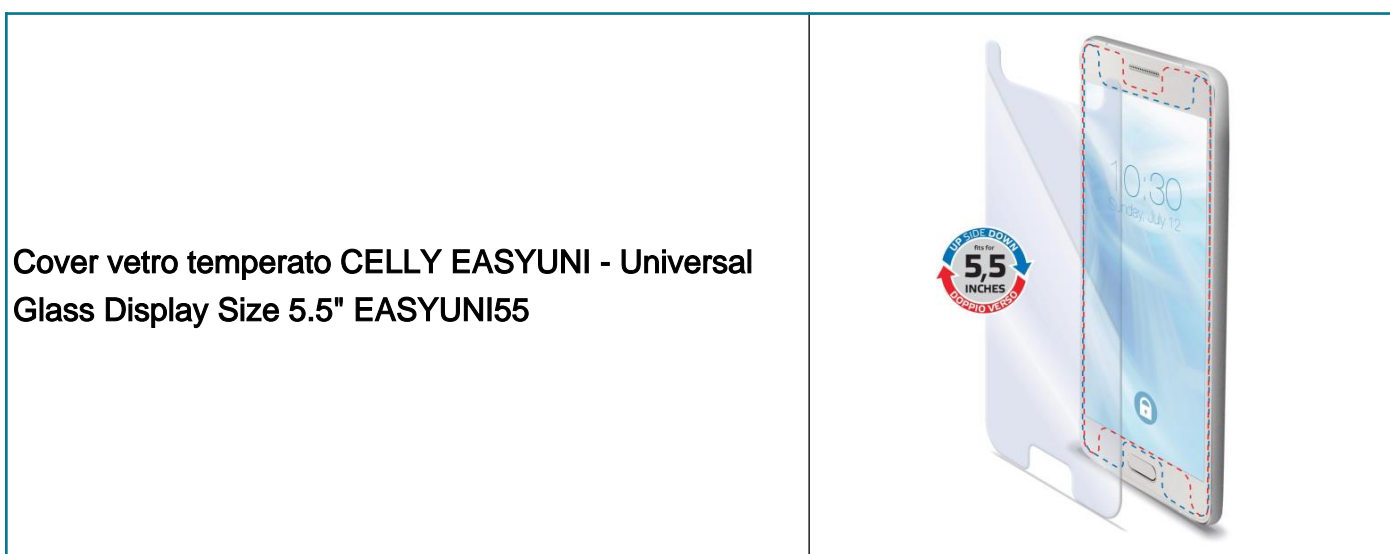 Cover vetro temperato CELLY EASYUNI - Universal
Glass Display Size 5.5" EASYUNI55
10:30
Sunday, July 12
UP SIDE DOWN
fits for
5,5
INCHES
DOPPIO VERSO